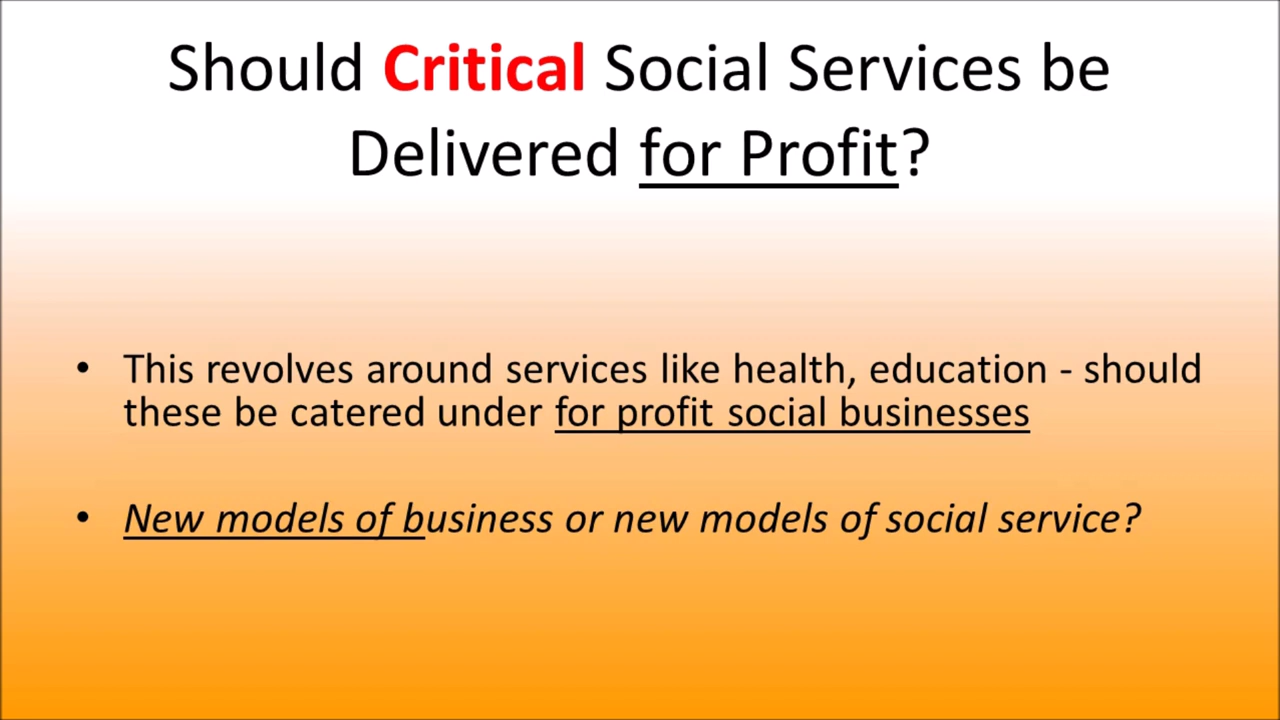 Should Critical Social Services be
Delivered for Profit?
• This revolves around services like health, education - should
these be catered under for profit social businesses
• New models of business or new models of social service?